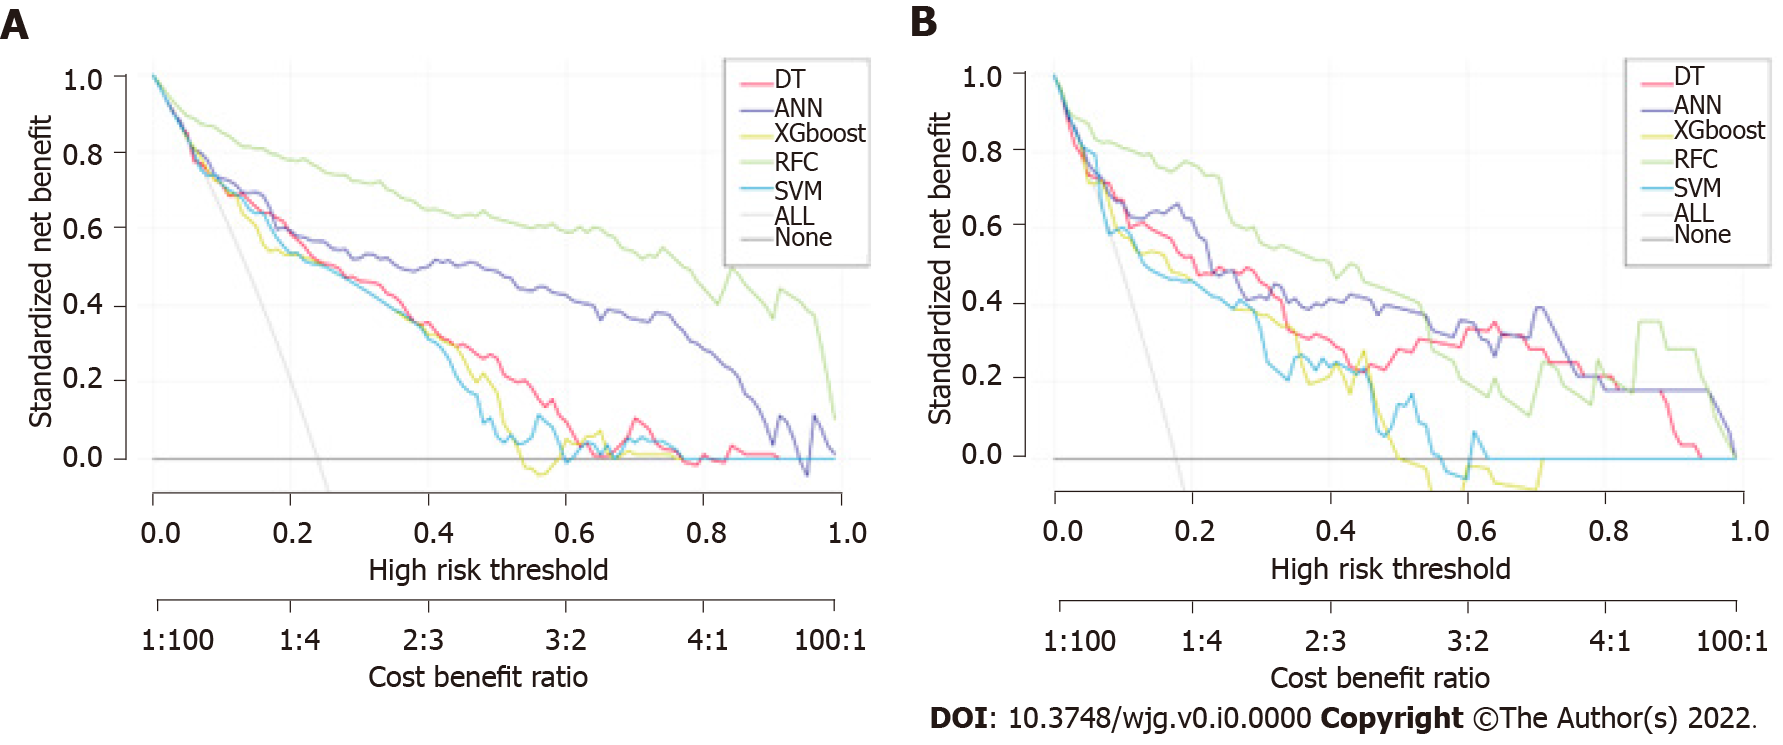 A
Standardized net benefit
1.0
0.8
0.6
0.4
0.2
0.0
DT
ANN
XGboost
RFC
SVM
ALL
None
0.0 0.2 0.4 0.6 0.8 1.0
High risk threshold
1:100 1:4 2:3 3:2 4:1 100:1
Cost benefit ratio
B
Standardized net benefit
1.0
0.8
0.6
0.4
0.2
0.0
DT
ANN
XGboost
RFC
SVM
ALL
None
0.0 0.2 0.4 0.6 0.8 1.0
High risk threshold
1:100 1:4 2:3 3:2 4:1 100:1
Cost benefit ratio
DOI: 10.3748/wjg.v0.i0.0000 Copyright ©The Author(s) 2022.